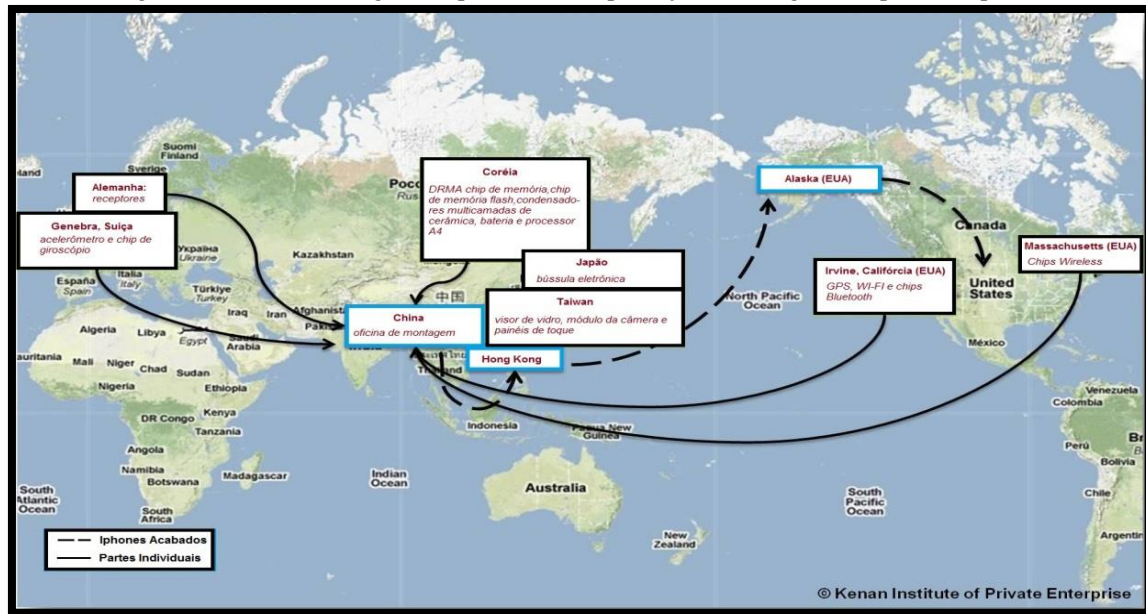 Alemanha:
receptores
Genebra, Suiça
acelerômetro e chip de
giroscópio
Coréia
DRMA chip de memória,chip
de memória flash,condensado-
res multicamadas de
cerâmica, bateria e processor
A4
Japão
bússula eletrônica
Taiwan
visor de vidro, módulo da câmera e
painéis de toque
China
oficina de montagem
Hong Kong
Alaska (EUA)
Irvine, Califórcia (EUA)
GPS, WI-FI e chips
Bluetooth
Massachusetts (EUA)
Chips Wireless
Suomi
Finland
Sverige
Україна
Ukraine
Kazakhstan
Italia
Italy
España
Spain
Türkiye
Turkey
Iraq
Iran
Afghanistan
中国
Algeria
Libya
Egypt
Saudi
Arabia
Mali
Niger
Chad
Sudan
Nigeria
Ethiopia
DR Congo
Kenya
Tanzania
Angola
Namibia
Botswana
Madagascar
South
Africa
South
Atlantic
Ocean
Indian
Ocean
Thailand
Indonesia
Papua New
Guinea
Australia
New
Zealand
North Pacific
Ocean
South
Pacific
Ocean
Canada
United
States
México
Venezuela
Colombia
Perú
Bolivia
Chile
Iphones Acabados
Partes Individuais
© Kenan Institute of Private Enterprise